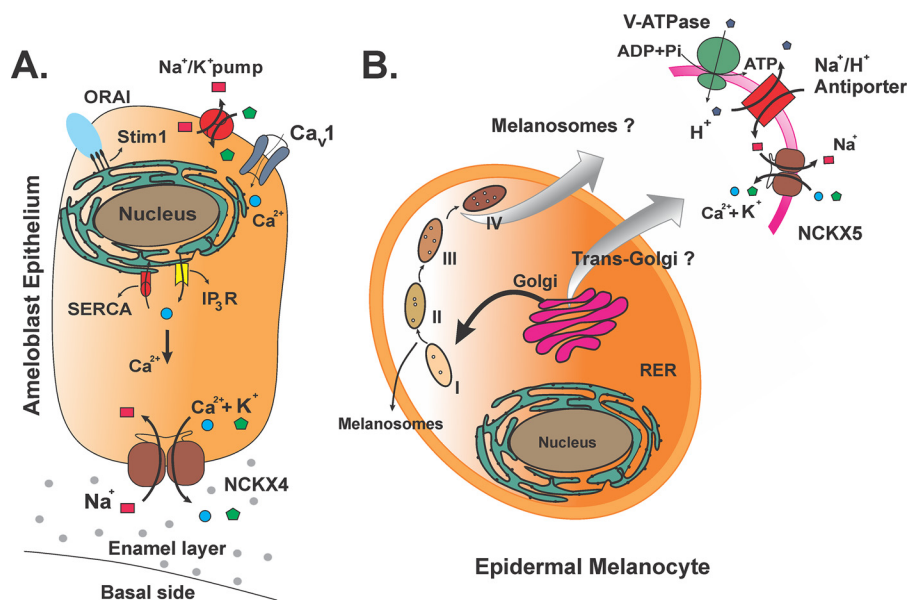 A.
Na⁺/K⁺pump
ORAI
Stim1
Caᵥ1
Nucleus
Ca²⁺
SERCA
IP₃R
Ca²⁺
Ameloblast Epithelium
Ca²⁺+ K⁺
Na⁺
NCKX4
Enamel layer
Basal side
B.
V-ATPase
ADP+Pi
ATP
Na⁺/H⁺
Antiporter
H⁺
Na⁺
Ca²⁺+ K⁺
NCKX5
Melanosomes ?
Trans-Golgi ?
IV
III
II
I
Golgi
RER
Melanosomes
Nucleus
Epidermal Melanocyte